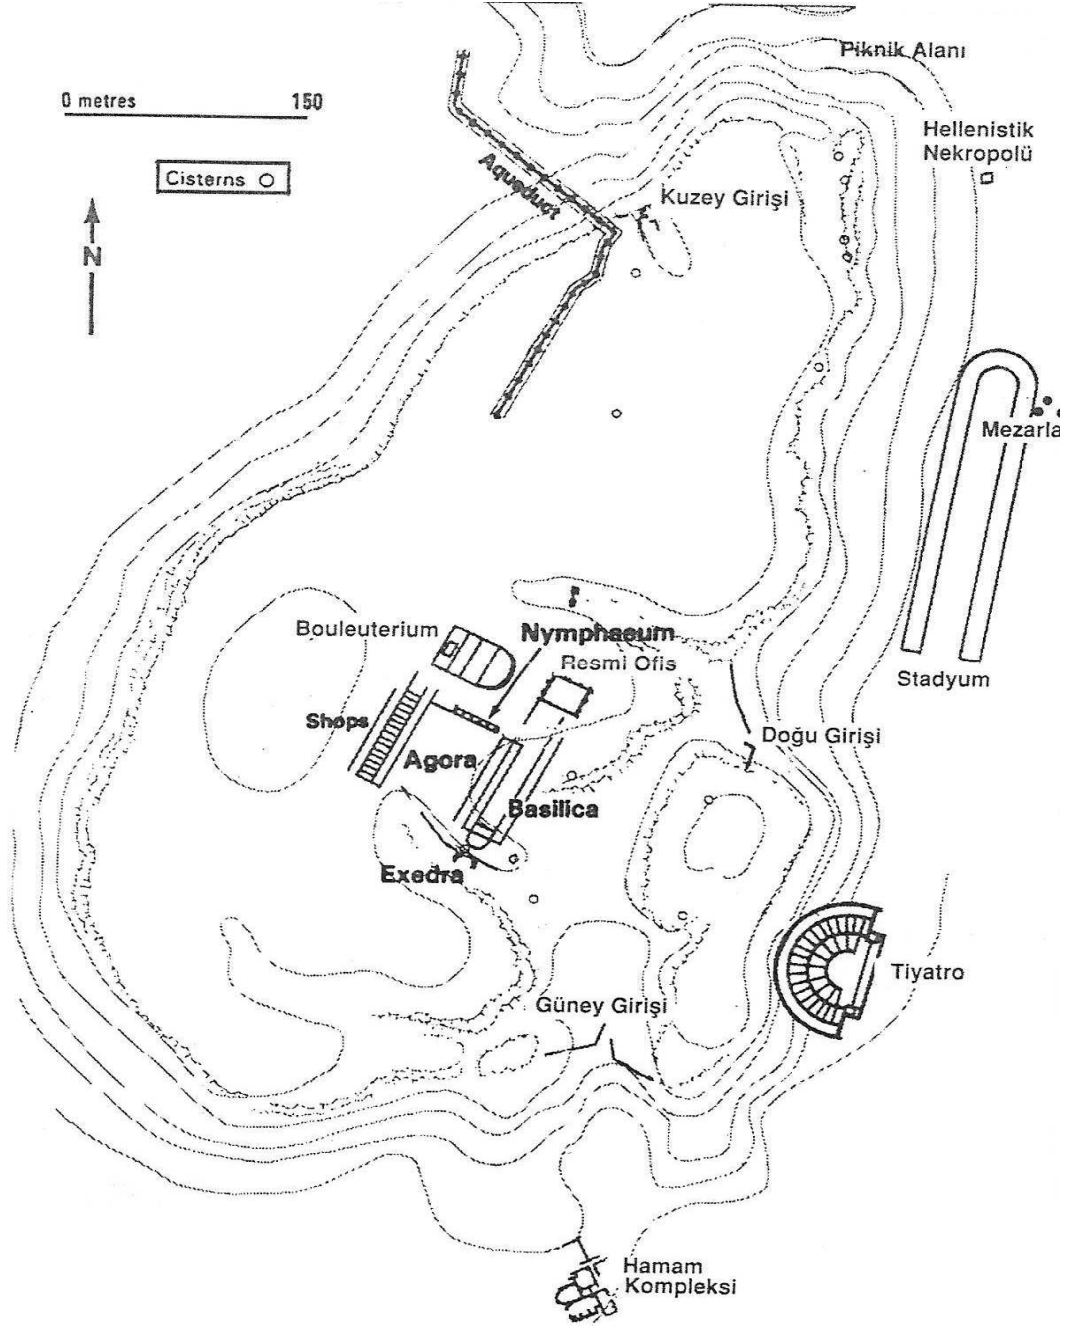 Piknik Alanı
0 metres 150
Hellenistik
Nekropolü
Cisterns
Aqueduct
Kuzey Girişi
N
Mezarla
Bouleuterium
Nymphaeum
Resmi Ofis
Stadyum
Shops
Doğu Girişi
Agora
Basilica
Exedra
Tiyatro
Güney Girişi
Hamam
Kompleksi